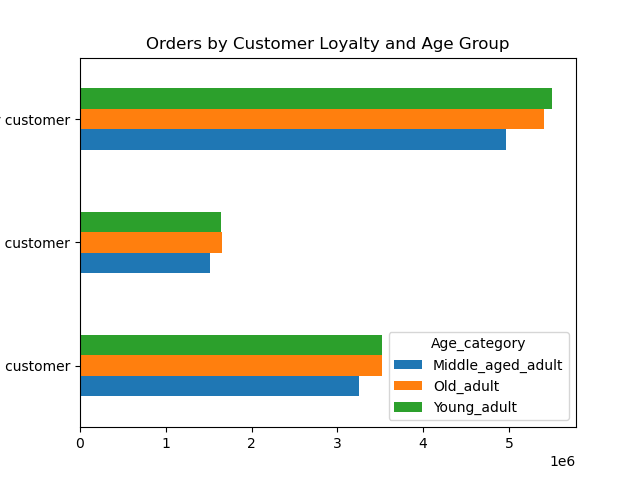 Orders by Customer Loyalty and Age Group
customer
customer
customer
Age_category
Middle_aged_adult
Old_adult
Young_adult
0 1 2 3 4 5
1e6